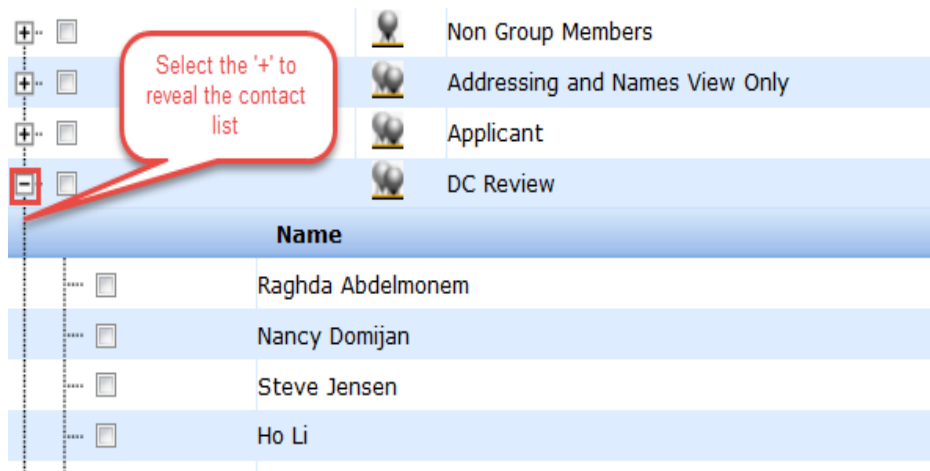 Non Group Members
Select the '+' to
reveal the contact
list
Addressing and Names View Only
Applicant
DC Review
Name
Raghda Abdelmonem
Nancy Domijan
Steve Jensen
Ho Li